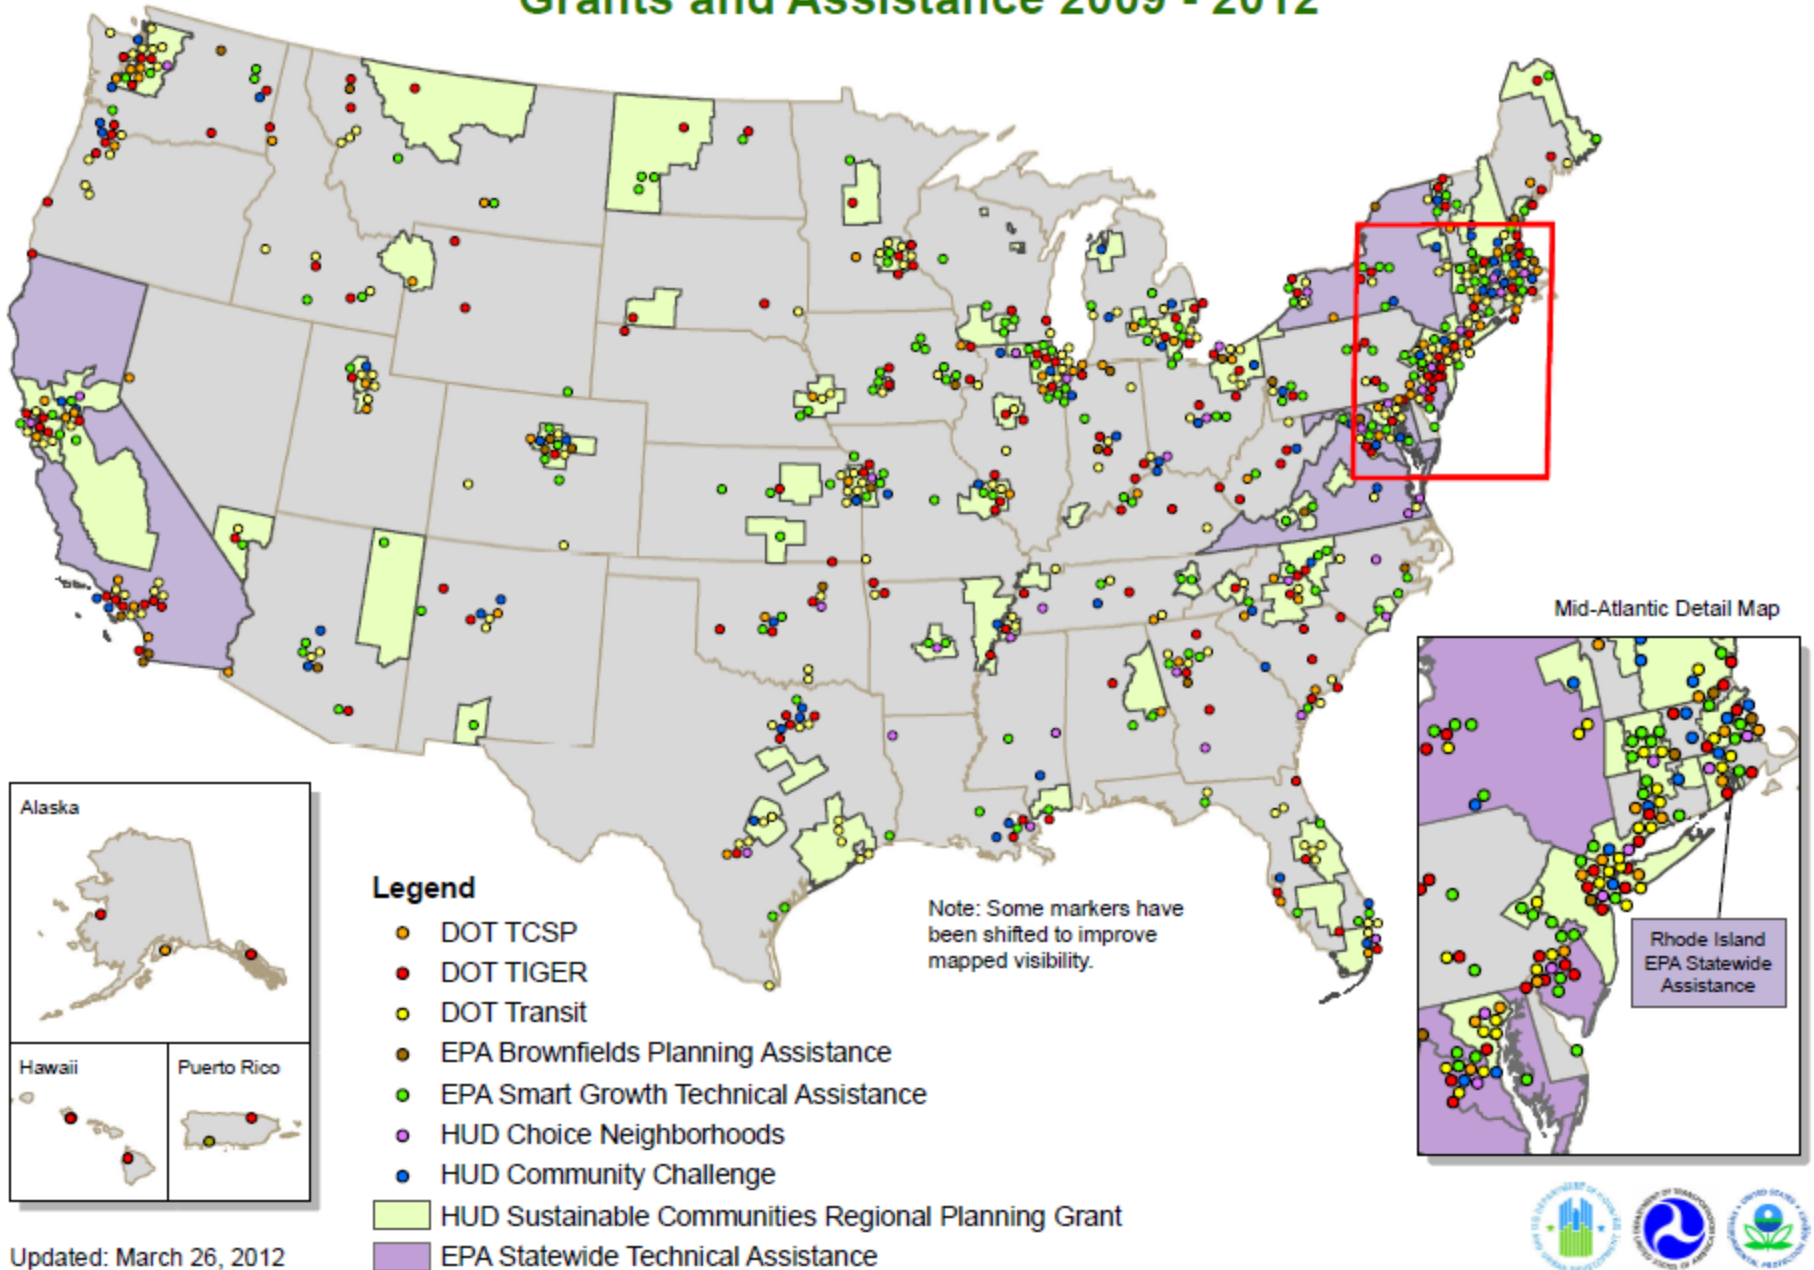 Grants and Assistance 2009 - 2012
Mid-Atlantic Detail Map
Alaska
Hawaii
Puerto Rico
Legend
DOT TCSP
DOT TIGER
DOT Transit
EPA Brownfields Planning Assistance
EPA Smart Growth Technical Assistance
HUD Choice Neighborhoods
HUD Community Challenge
HUD Sustainable Communities Regional Planning Grant
EPA Statewide Technical Assistance
Note: Some markers have
been shifted to improve
mapped visibility.
Rhode Island
EPA Statewide
Assistance
Updated: March 26, 2012